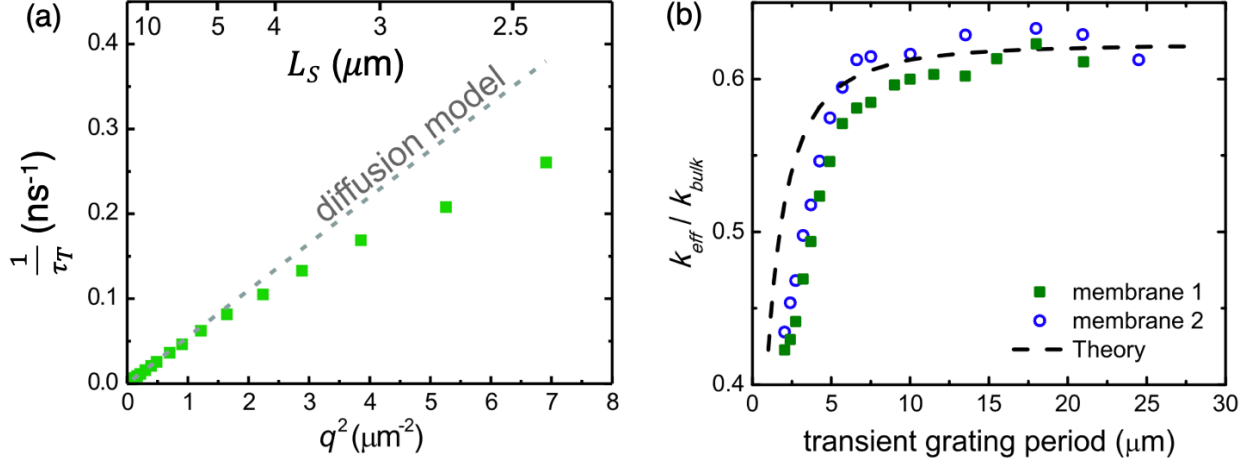 (a)
10 5 4 3 2.5
L_S (μm)
0.4
0.3
0.2
0.1
0.0
1/τ_T (ns⁻¹)
diffusion model
0 1 2 3 4 5 6 7 8
q² (μm⁻²)
(b)
0.6
0.4
k_eff / k_bulk
membrane 1
membrane 2
Theory
0 5 10 15 20 25 30
transient grating period (μm)